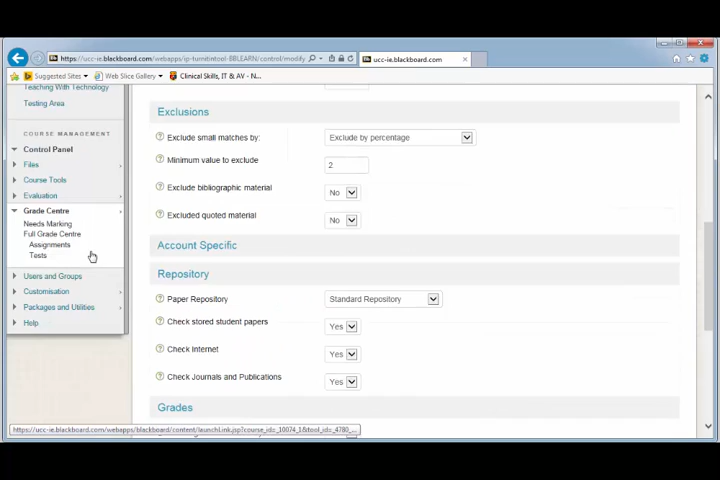 https://ucc-ie.blackboard.com/webapps/ip-turnitintool-BBLEARN/control/modify
ucc-ie.blackboard.com
Suggested Sites
Web Slice Gallery
Clinical Skills, IT & AV - N...
Teaching With Technology
Testing Area
COURSE MANAGEMENT
Control Panel
Files
Course Tools
Evaluation
Grade Centre
Needs Marking
Full Grade Centre
Assignments
Tests
Users and Groups
Customisation
Packages and Utilities
Help
Exclusions
Exclude small matches by:
Exclude by percentage
Minimum value to exclude
2
Exclude bibliographic material
No
Excluded quoted material
No
Account Specific
Repository
Paper Repository
Standard Repository
Check stored student papers
Yes
Check Internet
Yes
Check Journals and Publications
Yes
Grades
https://ucc-ie.blackboard.com/webapps/blackboard/content/launchLink.jsp?course_id=_10074_1&tool_id=_4780_...